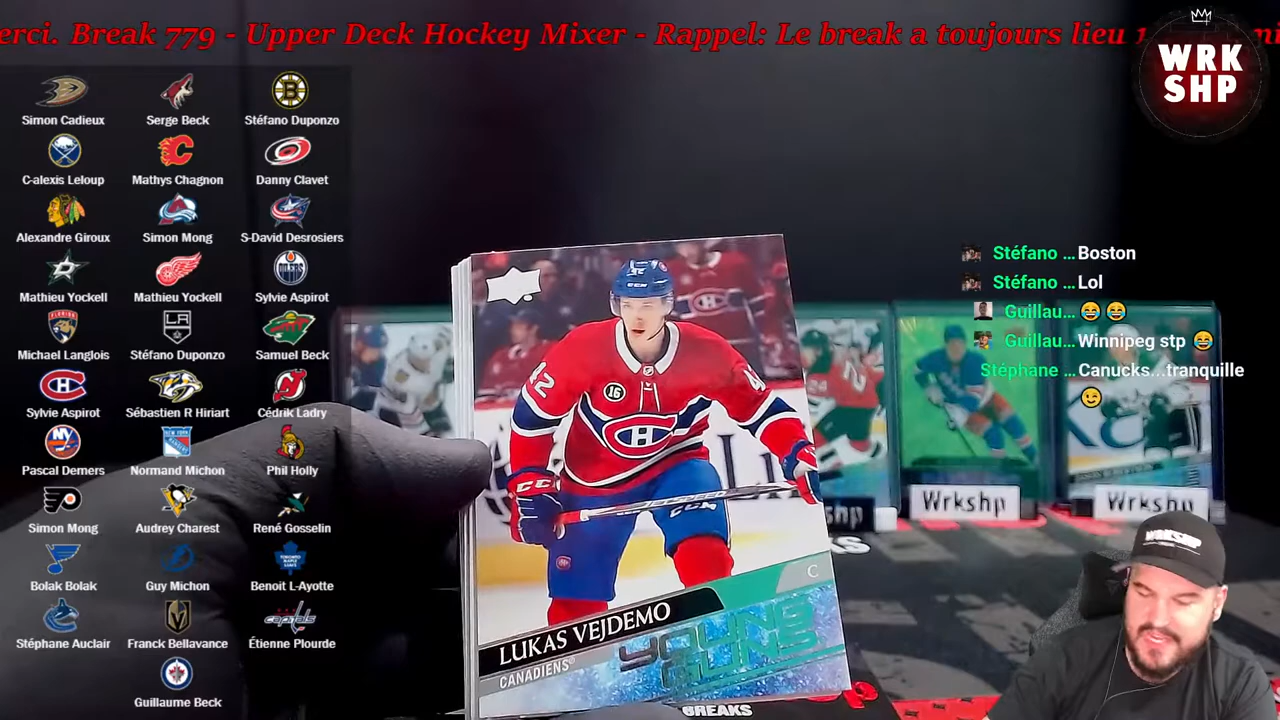 erci. Break 779 - Upper Deck Hockey Mixer - Rappel: Le break a toujours lieu
WRK
SHP
Simon Cadieux
Serge Beck
Stéfano Duponzo
C-alexis Leloup
Mathys Chagnon
Danny Clavet
Alexandre Giroux
Simon Mong
S-David Desrosiers
Mathieu Yockell
Mathieu Yockell
Sylvie Aspirot
Michael Langlois
Stéfano Duponzo
Samuel Beck
Sylvie Aspirot
Sébastien R Hiriart
Cédrik Ladry
Pascal Demers
Normand Michon
Phil Holly
Simon Mong
Audrey Charest
René Gosselin
Bolak Bolak
Guy Michon
Benoit L-Ayotte
Stéphane Auclair
Franck Bellavance
Étienne Plourde
Guillaume Beck
Stéfano ... Boston
Stéfano ... Lol
Guillau... 😂 😂
Guillau... Winnipeg stp 😂
Stéphane ... Canucks...tranquille
😉
42
16
CCM
C
LUKAS VEJDEMO
CANADIENS
YOUNG
GUNS
Wrkshp
Wrkshp
BREAKS